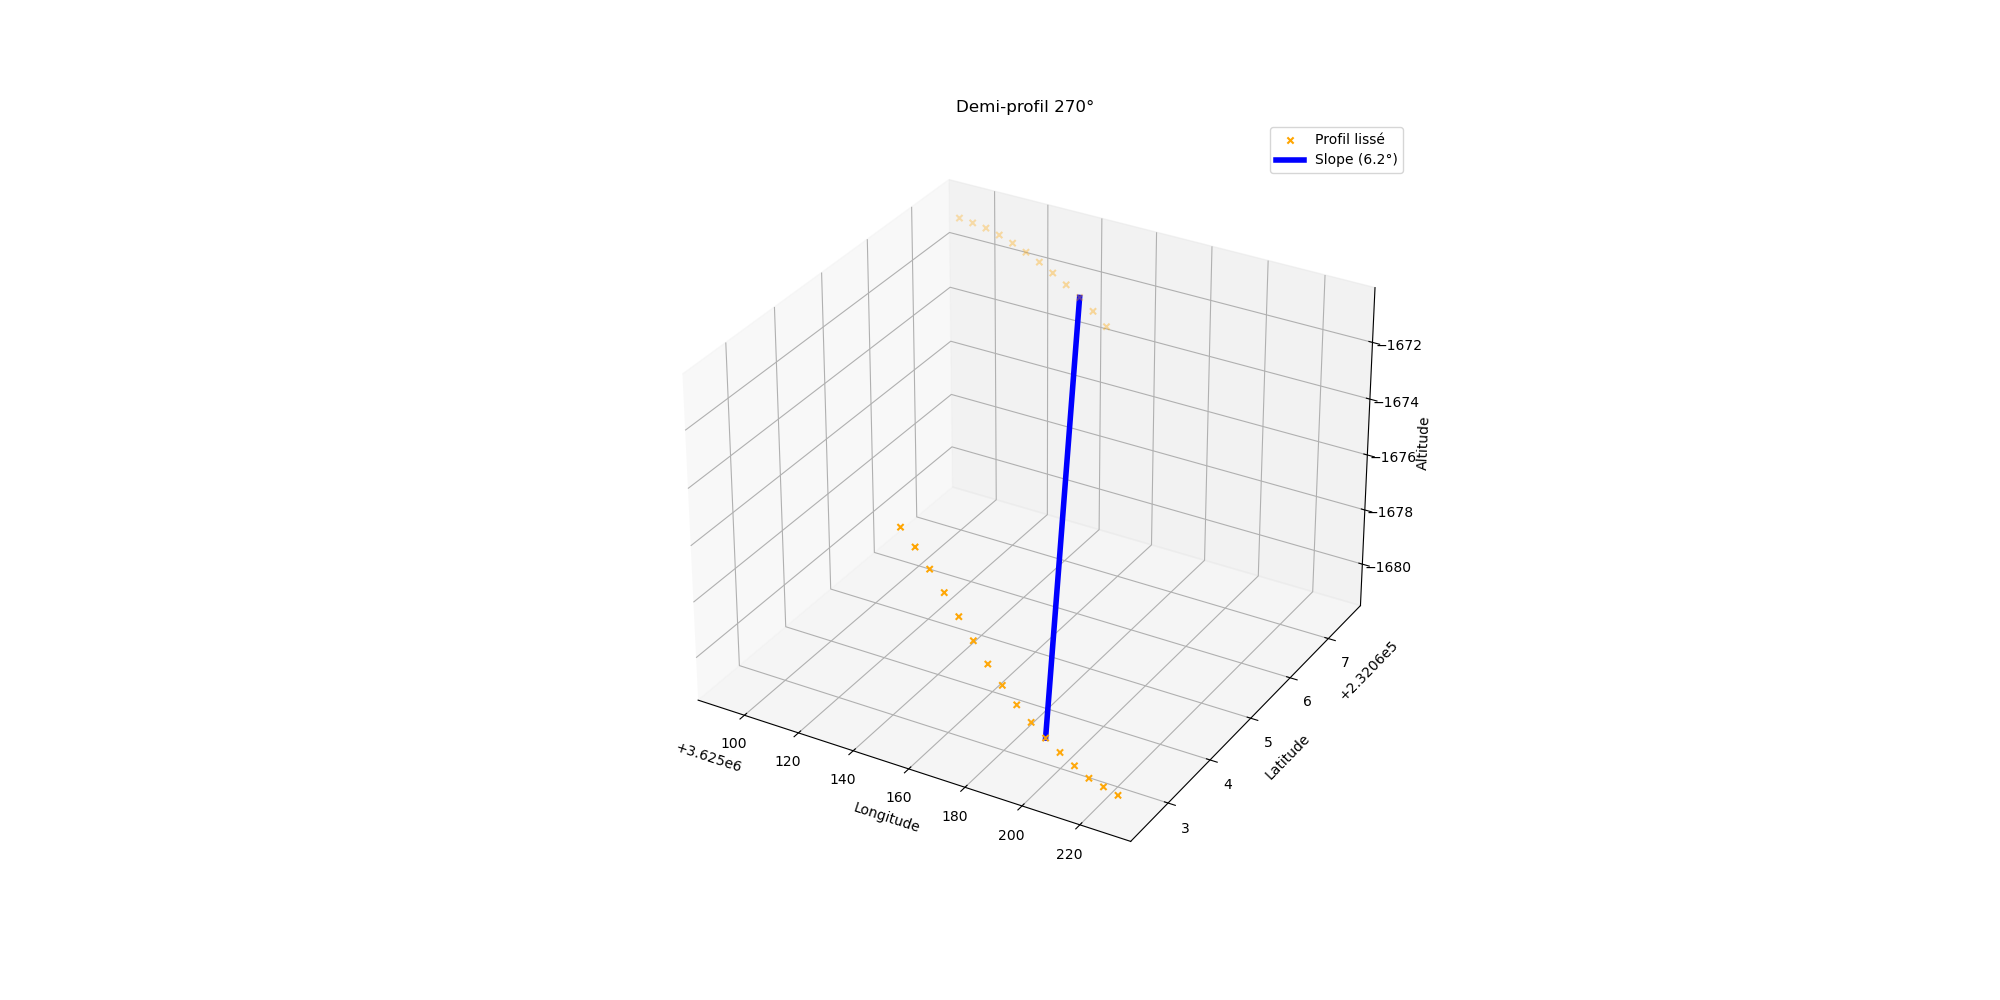 Demi-profil 270°
Profil lissé
Slope (6.2°)
−1672
−1674
−1676
−1678
−1680
Altitude
7
6
5
4
3
+2.3206e5
Latitude
100
120
140
160
180
200
220
+3.625e6
Longitude